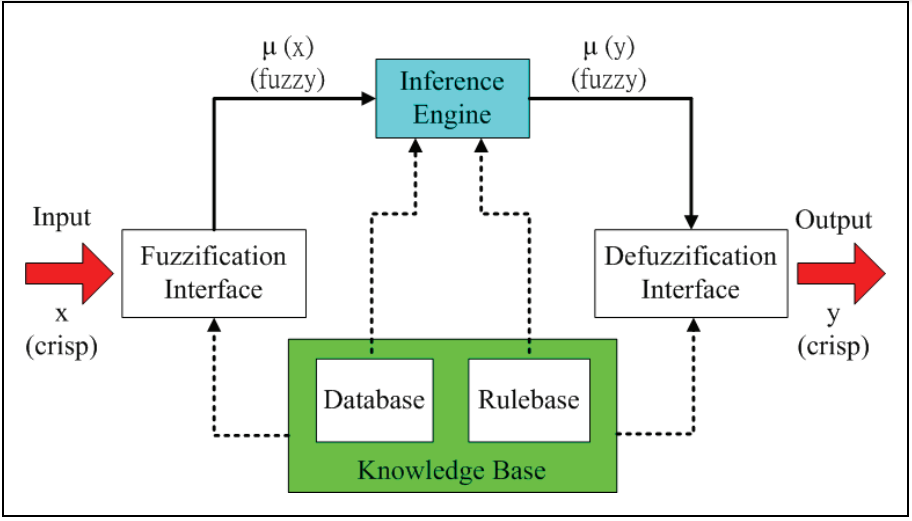 μ (x)
(fuzzy)
Inference
Engine
μ (y)
(fuzzy)
Input
x
(crisp)
Fuzzification
Interface
Defuzzification
Interface
Output
y
(crisp)
Database
Rulebase
Knowledge Base